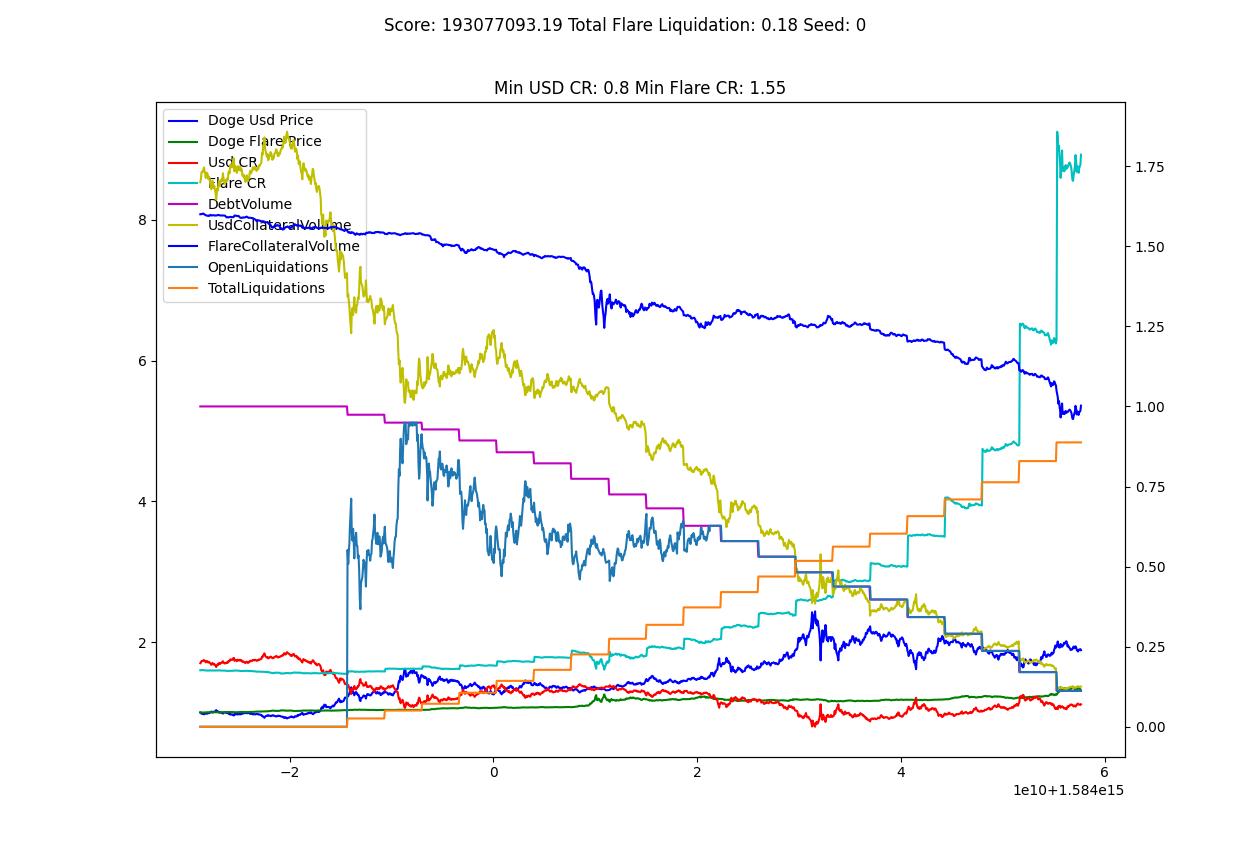 Score: 193077093.19 Total Flare Liquidation: 0.18 Seed: 0
Min USD CR: 0.8 Min Flare CR: 1.55
Doge Usd Price
Doge Flare Price
Usd CR
Flare CR
DebtVolume
UsdCollateralVolume
FlareCollateralVolume
OpenLiquidations
TotalLiquidations
8
6
4
2
1.75
1.50
1.25
1.00
0.75
0.50
0.25
0.00
−2
0
2
4
6
1e10+1.584e15